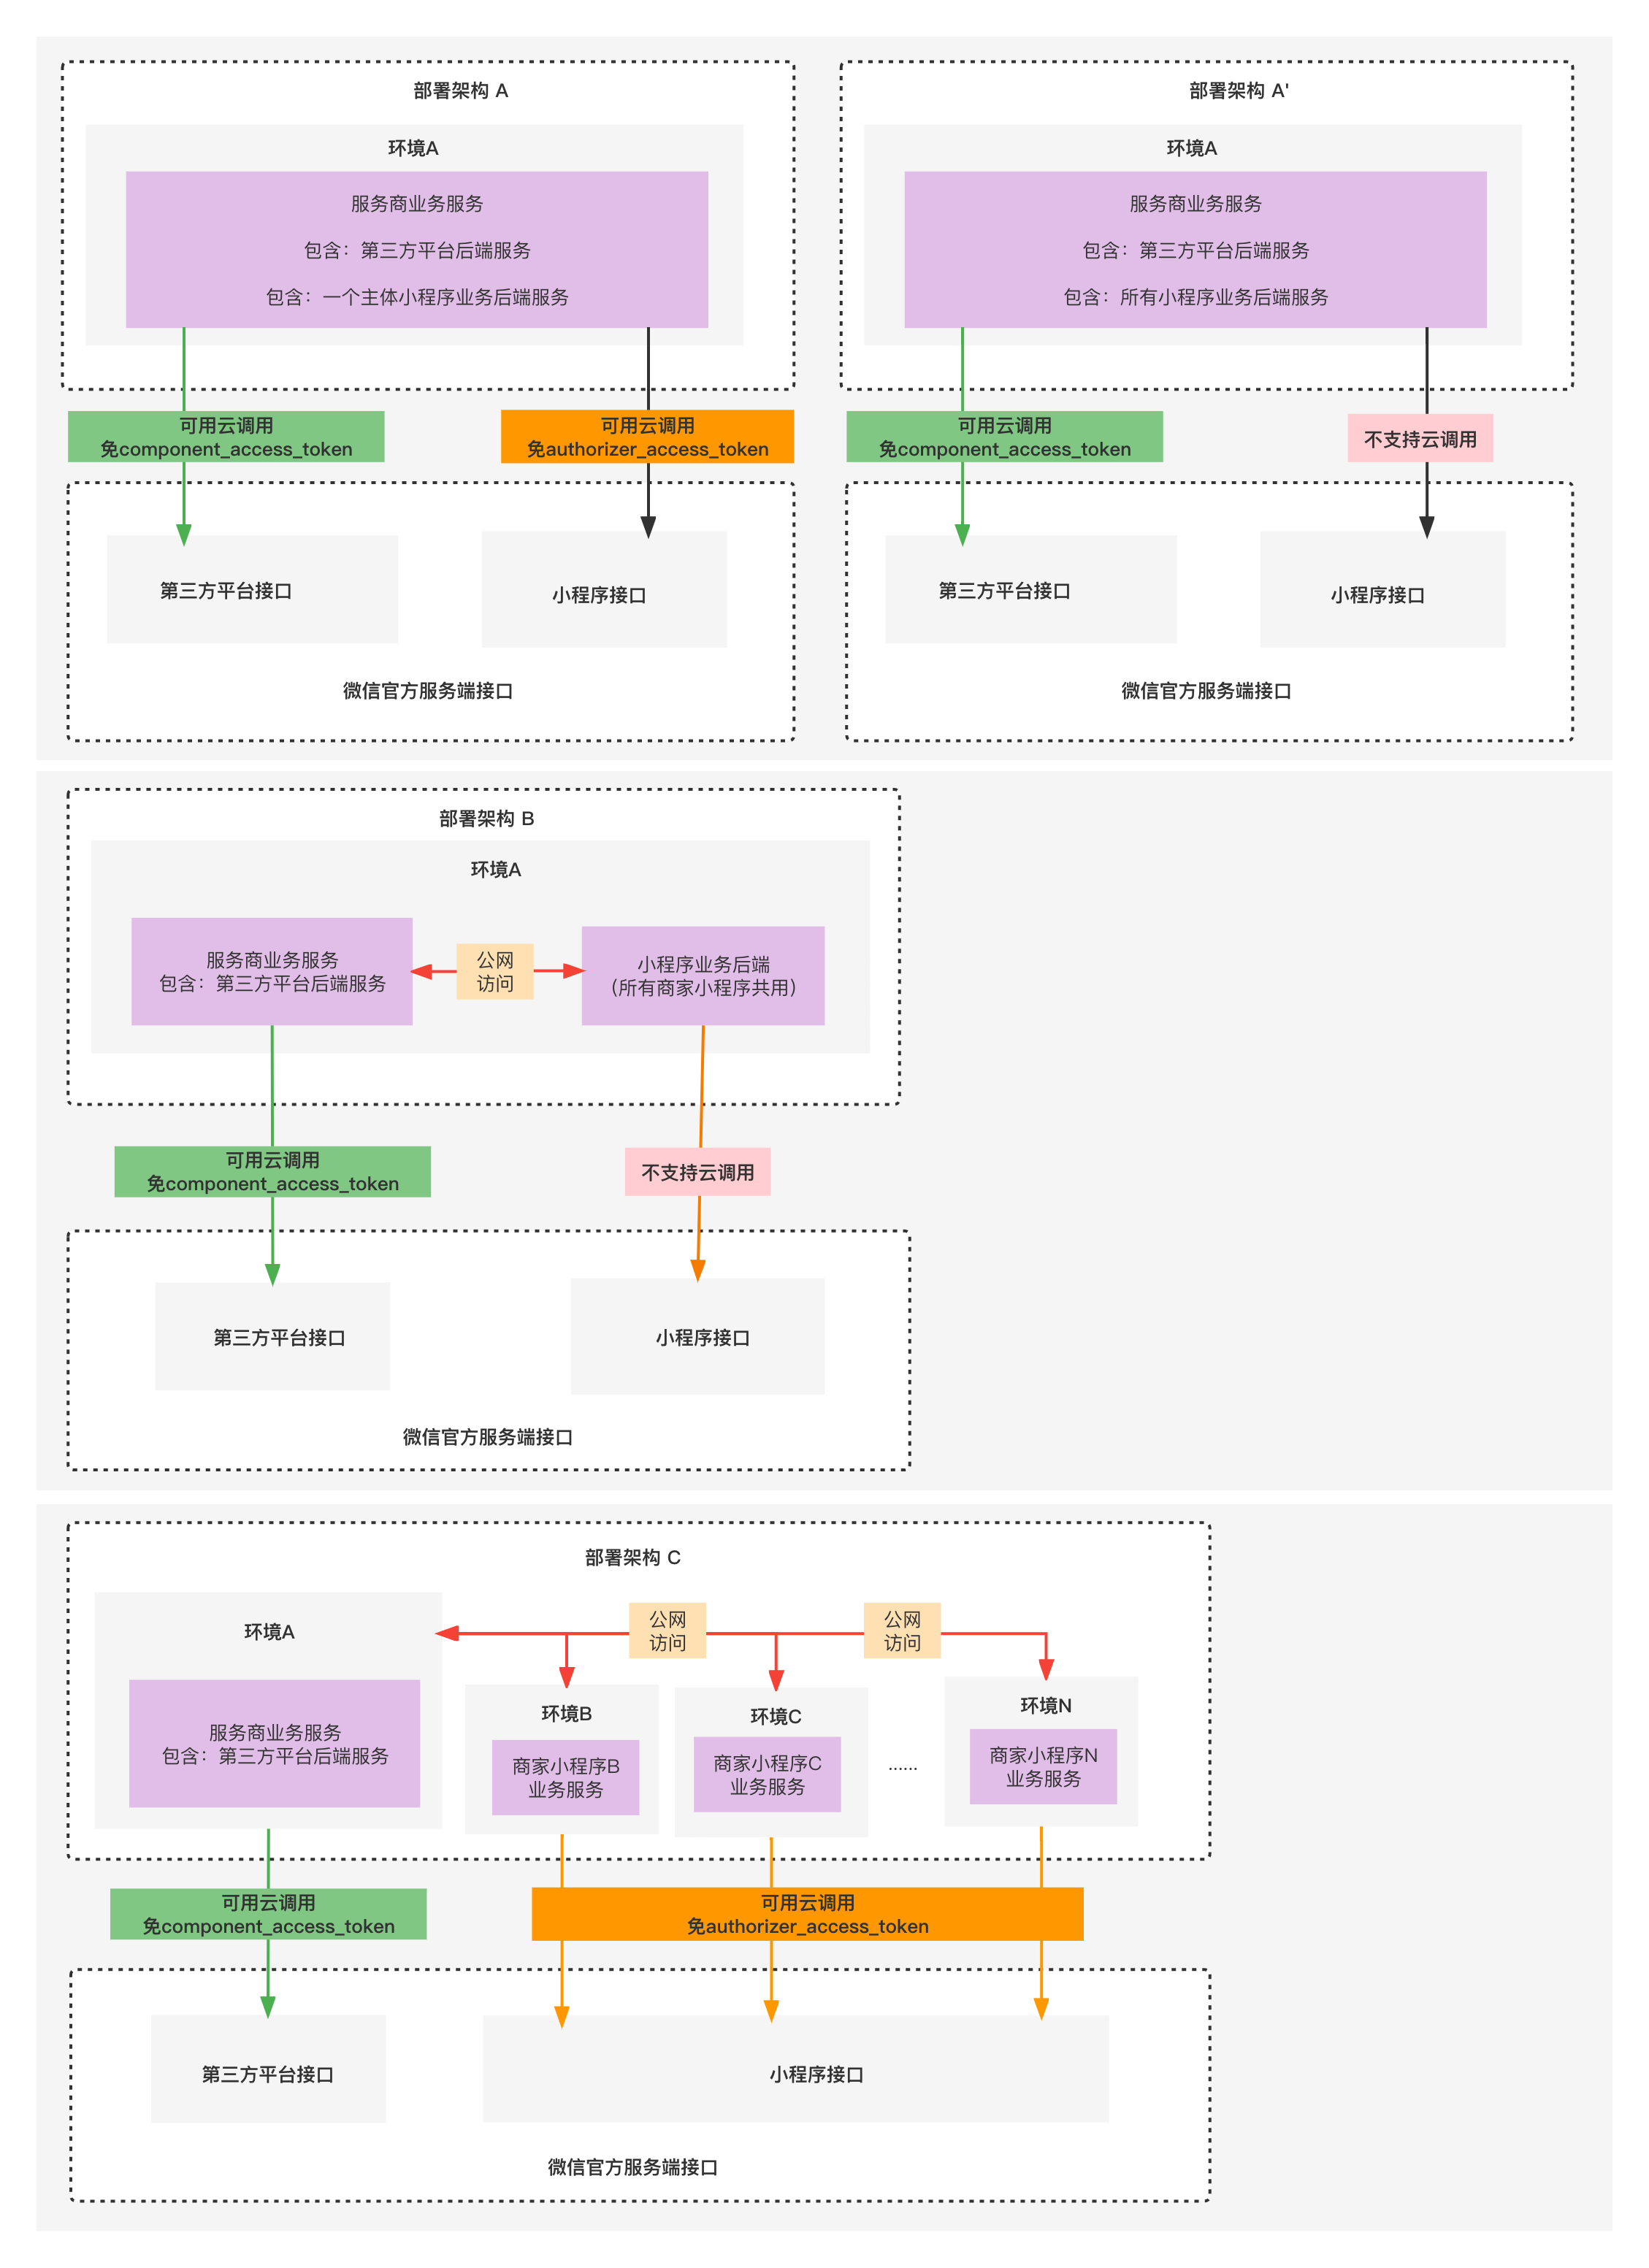 部署架构 A
环境A
服务商业务服务
包含：第三方平台后端服务
包含：一个主体小程序业务后端服务
可用云调用
免component_access_token
可用云调用
免authorizer_access_token
第三方平台接口
小程序接口
微信官方服务端接口
部署架构 A'
环境A
服务商业务服务
包含：第三方平台后端服务
包含：所有小程序业务后端服务
可用云调用
免component_access_token
不支持云调用
第三方平台接口
小程序接口
微信官方服务端接口
部署架构 B
环境A
服务商业务服务
包含：第三方平台后端服务
公网
访问
小程序业务后端
（所有商家小程序共用）
可用云调用
免component_access_token
不支持云调用
第三方平台接口
小程序接口
微信官方服务端接口
部署架构 C
环境A
服务商业务服务
包含：第三方平台后端服务
公网
访问
公网
访问
环境B
商家小程序B
业务服务
环境C
商家小程序C
业务服务
......
环境N
商家小程序N
业务服务
可用云调用
免component_access_token
可用云调用
免authorizer_access_token
第三方平台接口
小程序接口
微信官方服务端接口